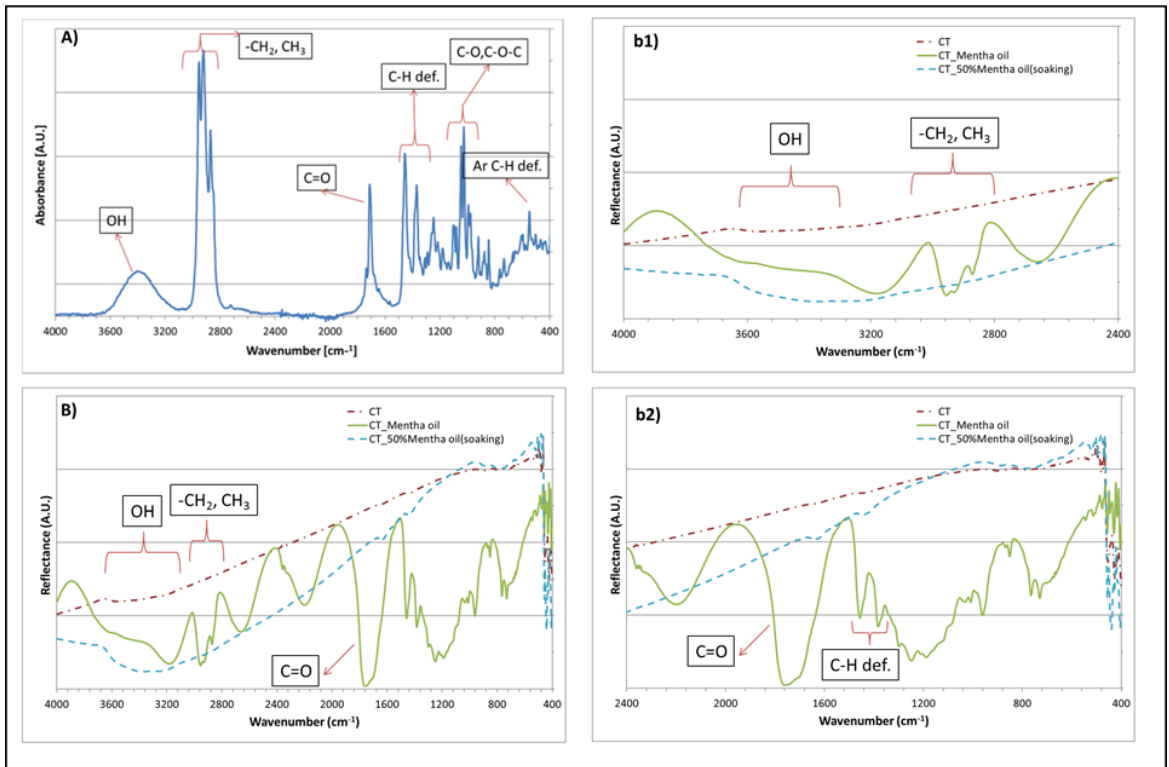 A)
-CH₂, CH₃
C-O,C-O-C
C-H def.
Ar C-H def.
C=O
OH
Absorbance [A.U.]
4000 3600 3200 2800 2400 2000 1600 1200 800 400
Wavenumber [cm-¹]
b1)
CT
CT_Mentha oil
CT_50%Mentha oil(soaking)
OH
-CH₂, CH₃
Reflectance (A.U.)
4000 3600 3200 2800 2400
Wavenumber (cm⁻¹)
B)
CT
CT_Mentha oil
CT_50%Mentha oil(soaking)
OH
-CH₂, CH₃
C=O
Reflectance (A.U.)
4000 3600 3200 2800 2400 2000 1600 1200 800 400
Wavenumber (cm⁻¹)
b2)
CT
CT_Mentha oil
CT_50%Mentha oil(soaking)
C=O
C-H def.
Reflectance (A.U.)
2400 2000 1600 1200 800 400
Wavenumber (cm⁻¹)